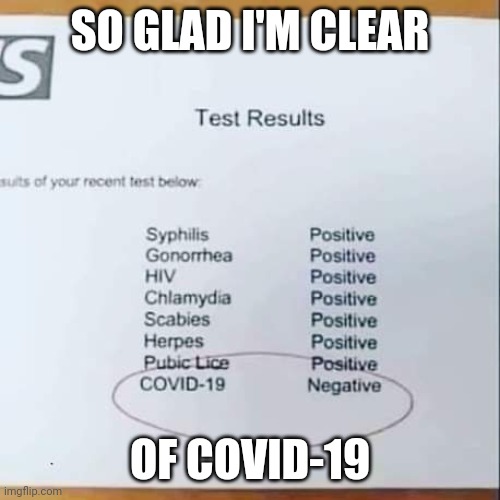 SO GLAD I'M CLEAR
S
Test Results
sults of your recent test below:
Syphilis Positive
Gonorrhea Positive
HIV Positive
Chlamydia Positive
Scabies Positive
Herpes Positive
Pubic Lice Positive
COVID-19 Negative
OF COVID-19
imgflip.com